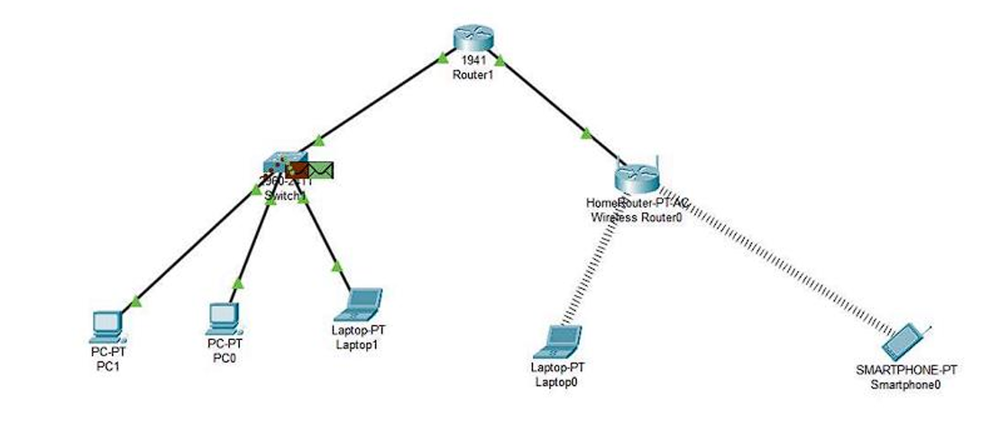 1941
Router1
Switch1
HomeRouter-PT-AC
Wireless Router0
PC-PT
PC1
PC-PT
PC0
Laptop-PT
Laptop1
Laptop-PT
Laptop0
SMARTPHONE-PT
Smartphone0